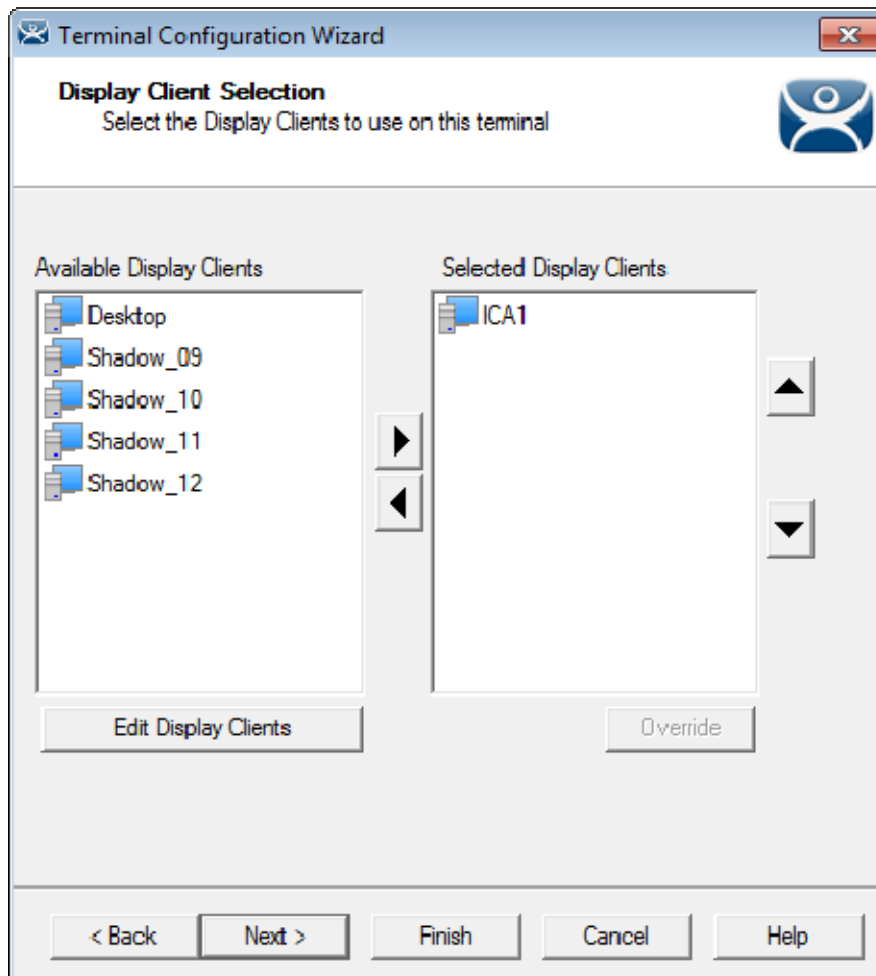 Terminal Configuration Wizard
Display Client Selection
Select the Display Clients to use on this terminal
Available Display Clients
Selected Display Clients
Desktop
Shadow_09
Shadow_10
Shadow_11
Shadow_12
ICA1
Edit Display Clients
Override
< Back
Next >
Finish
Cancel
Help